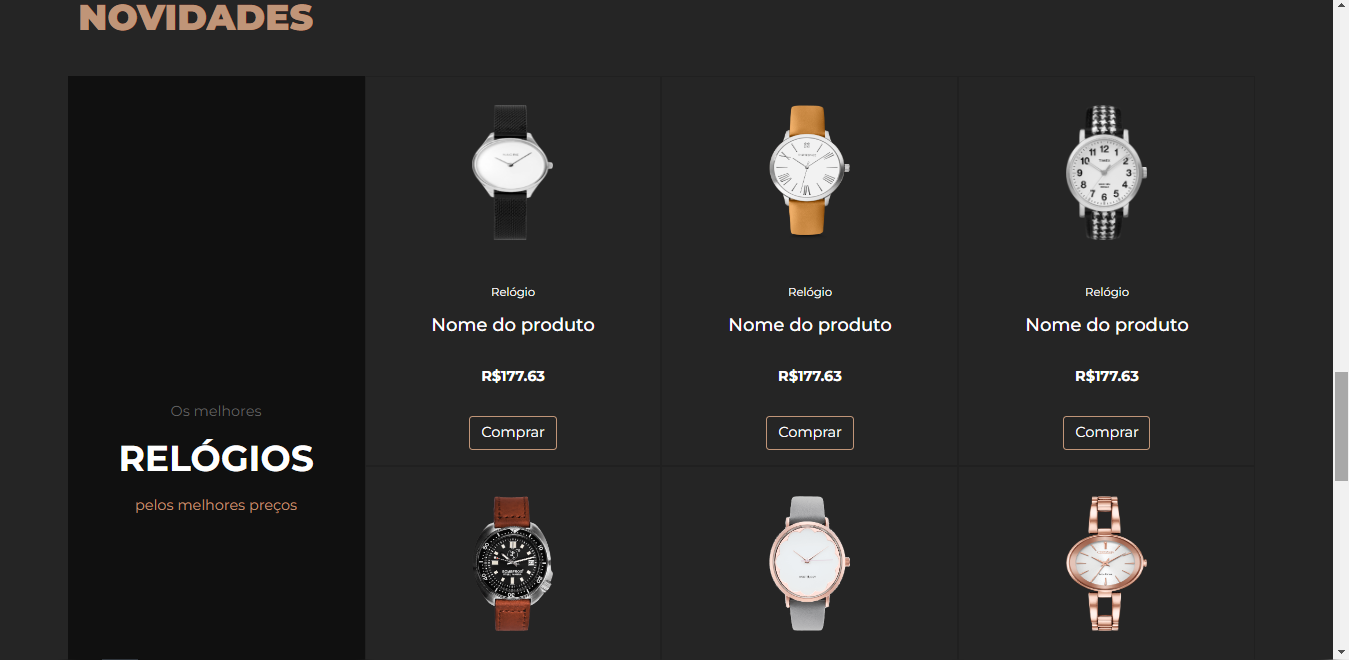 NOVIDADES
Os melhores
RELÓGIOS
pelos melhores preços
Relógio
Nome do produto
R$177.63
Comprar
Relógio
Nome do produto
R$177.63
Comprar
TIMEX
Relógio
Nome do produto
R$177.63
Comprar